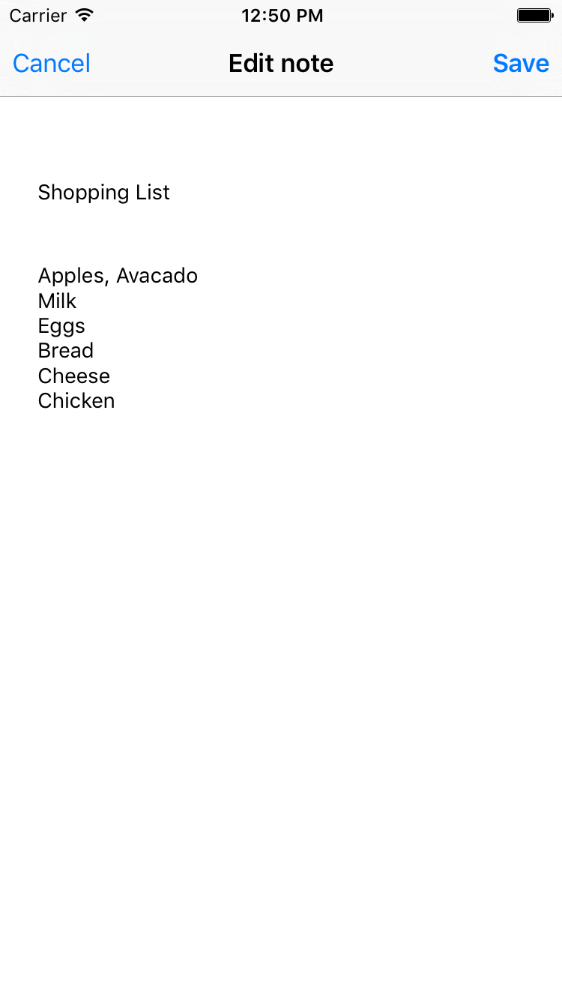 Carrier 12:50 PM
Cancel Edit note Save
Shopping List
Apples, Avacado
Milk
Eggs
Bread
Cheese
Chicken